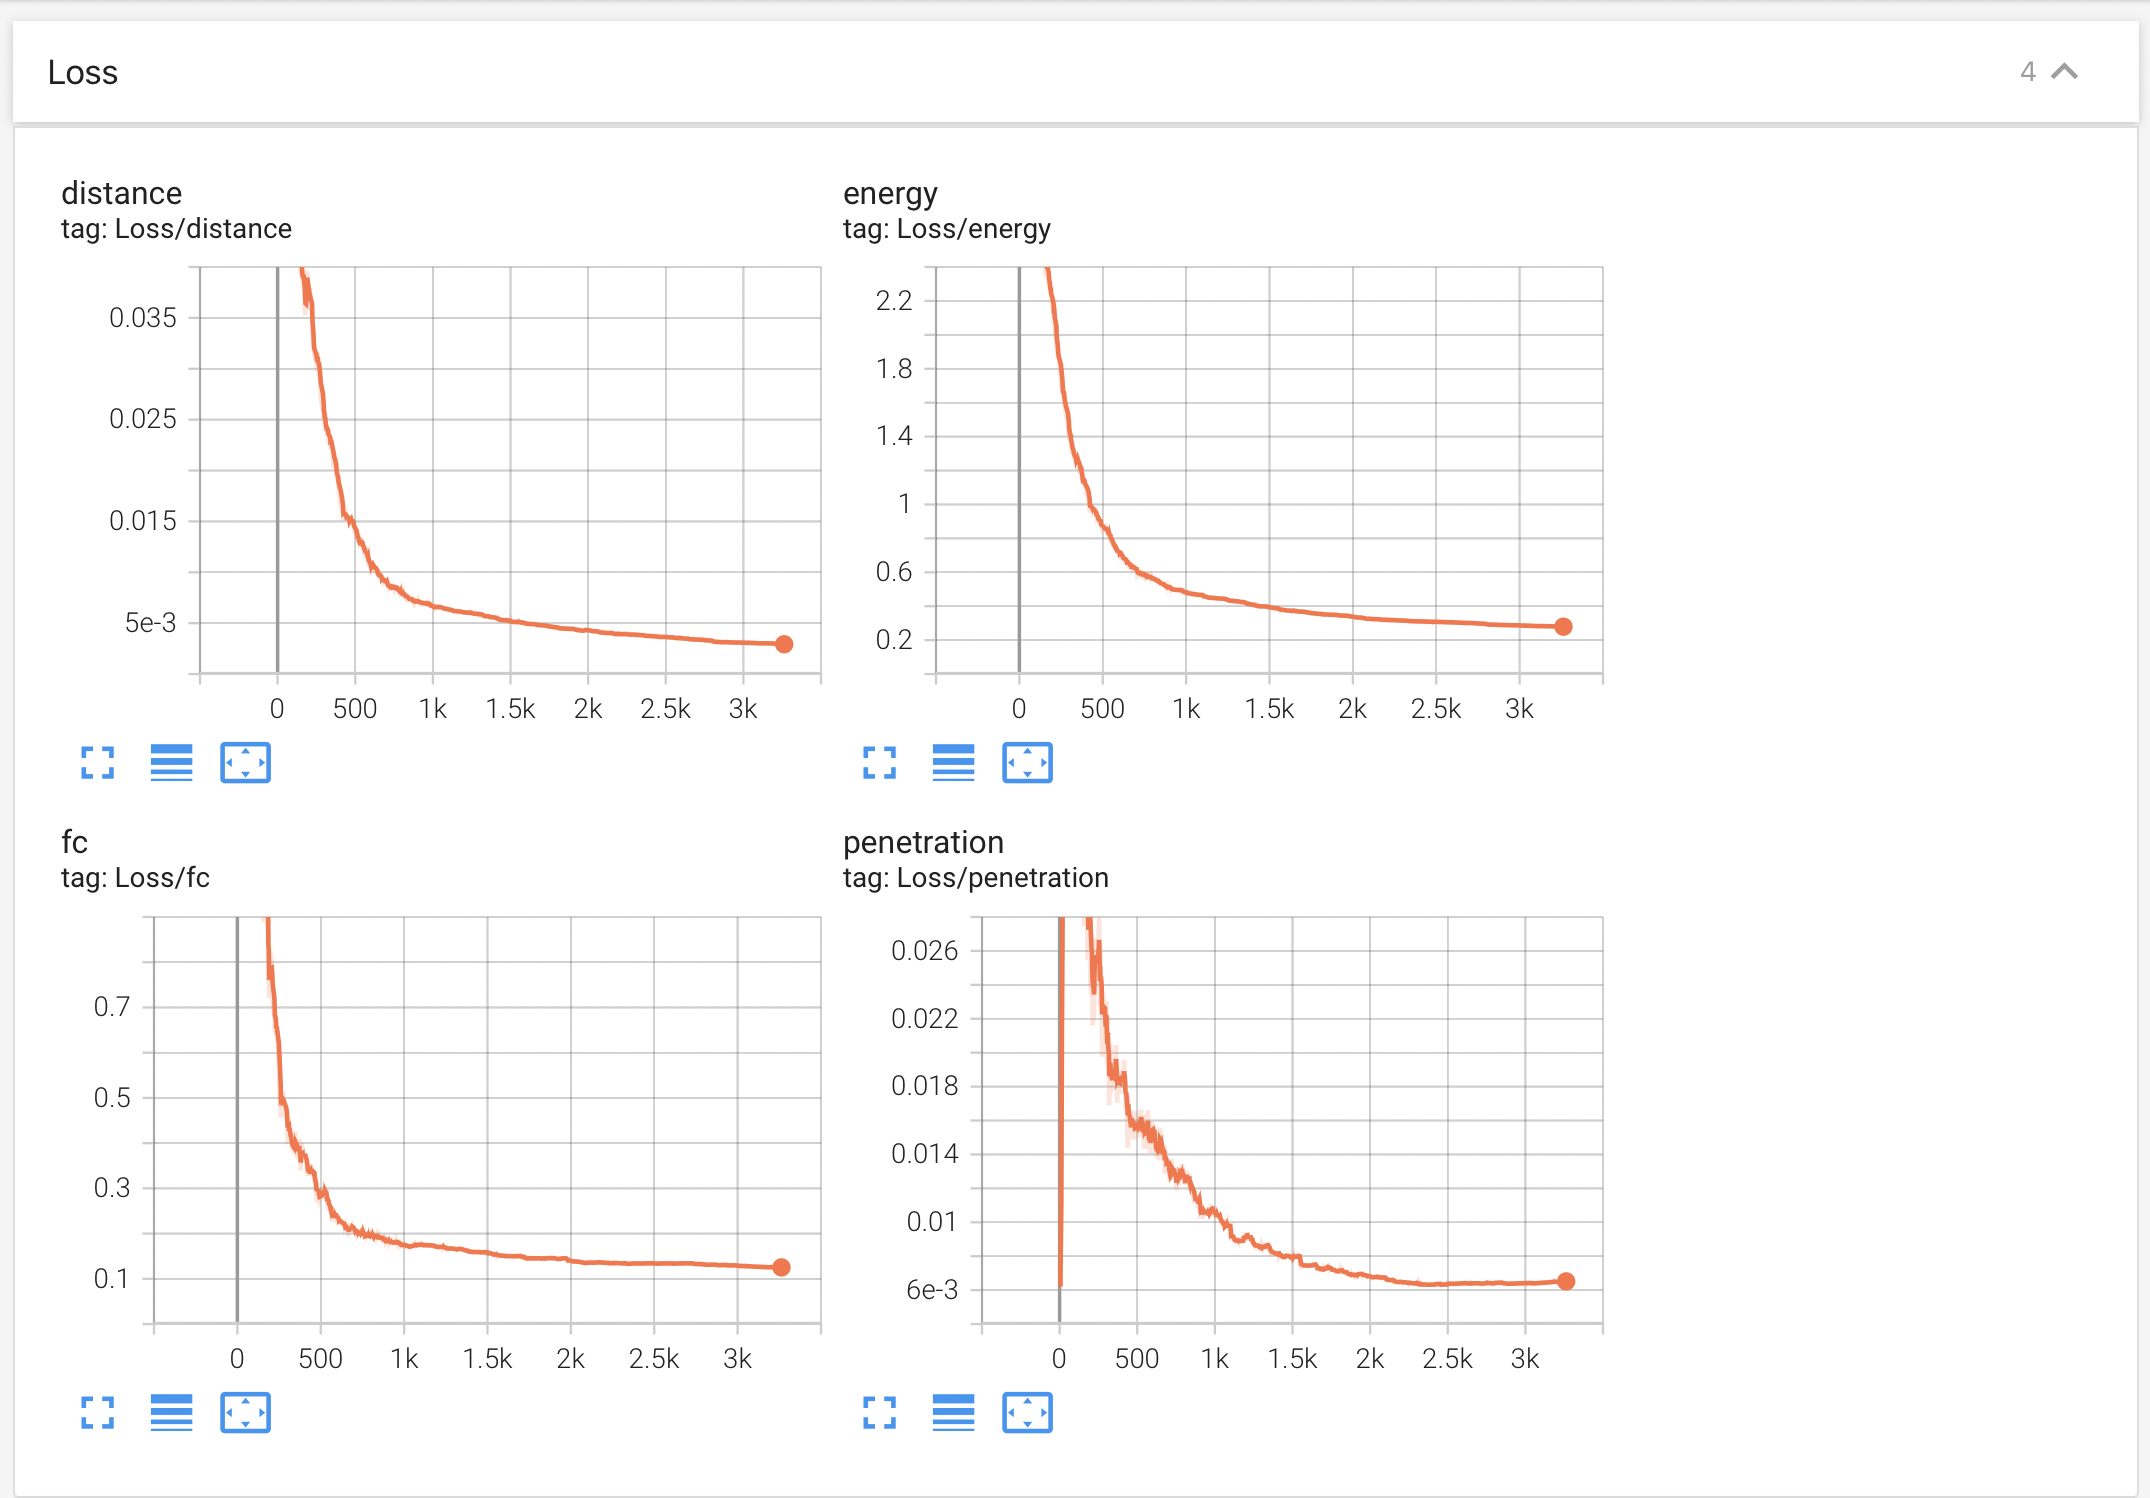 Loss
4
distance
tag: Loss/distance
0.035
0.025
0.015
5e-3
0 500 1k 1.5k 2k 2.5k 3k
energy
tag: Loss/energy
2.2
1.8
1.4
1
0.6
0.2
0 500 1k 1.5k 2k 2.5k 3k
fc
tag: Loss/fc
0.7
0.5
0.3
0.1
0 500 1k 1.5k 2k 2.5k 3k
penetration
tag: Loss/penetration
0.026
0.022
0.018
0.014
0.01
6e-3
0 500 1k 1.5k 2k 2.5k 3k